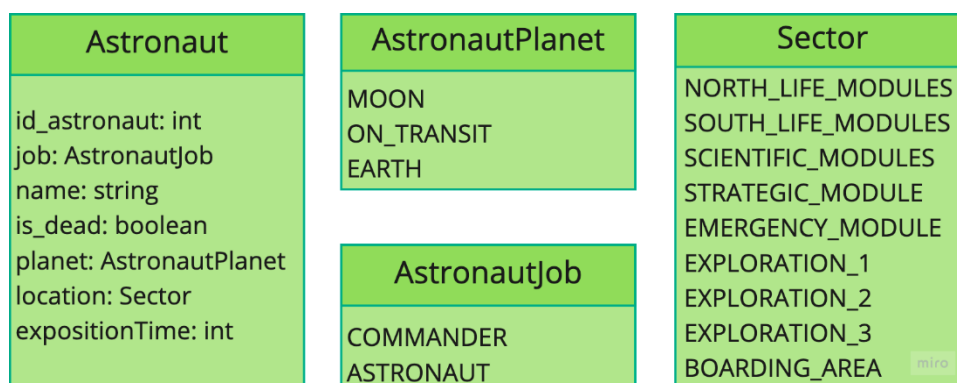 Astronaut
id_astronaut: int
job: AstronautJob
name: string
is_dead: boolean
planet: AstronautPlanet
location: Sector
expositionTime: int
AstronautPlanet
MOON
ON_TRANSIT
EARTH
AstronautJob
COMMANDER
ASTRONAUT
Sector
NORTH_LIFE_MODULES
SOUTH_LIFE_MODULES
SCIENTIFIC_MODULES
STRATEGIC_MODULE
EMERGENCY_MODULE
EXPLORATION_1
EXPLORATION_2
EXPLORATION_3
BOARDING_AREA
miro